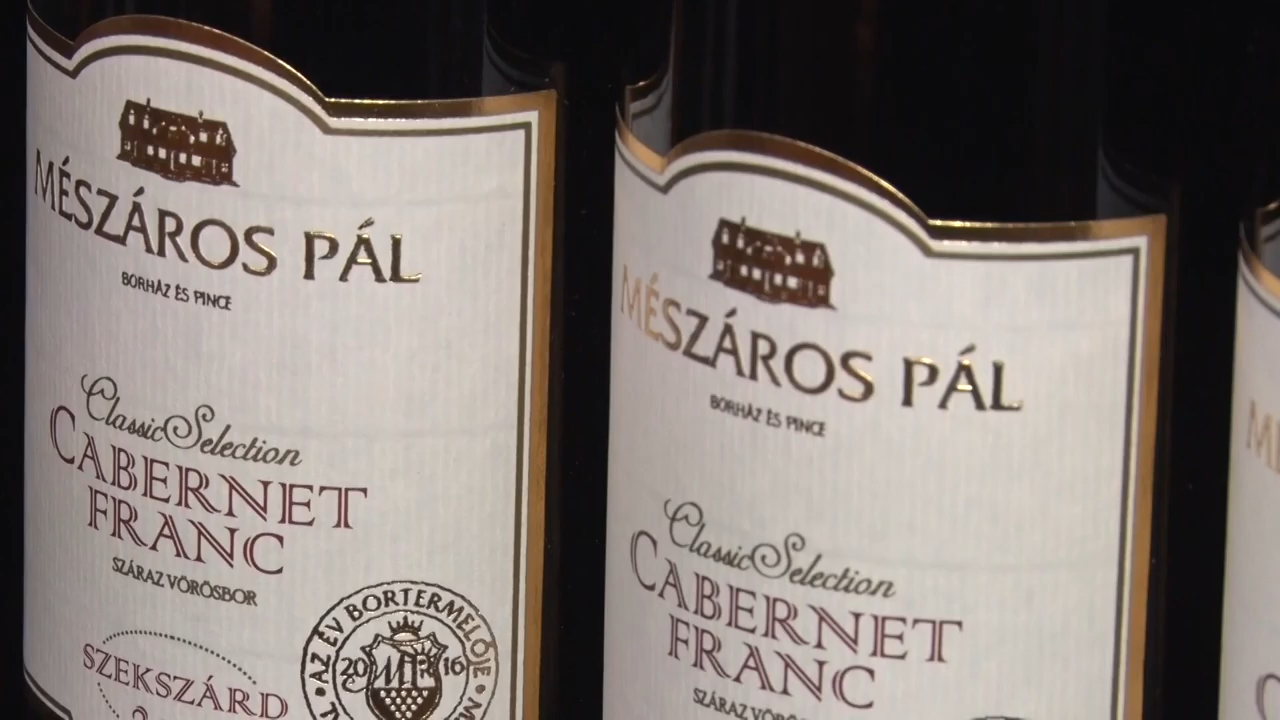 MÉSZÁROS PÁL
BORHÁZ ÉS PINCE
Classic Selection
CABERNET
FRANC
SZÁRAZ VÖRÖSBOR
SZEKSZÁRD
AZ ÉV BORTERMELŐJE
2016
MÉSZÁROS PÁL
BORHÁZ ÉS PINCE
Classic Selection
CABERNET
FRANC